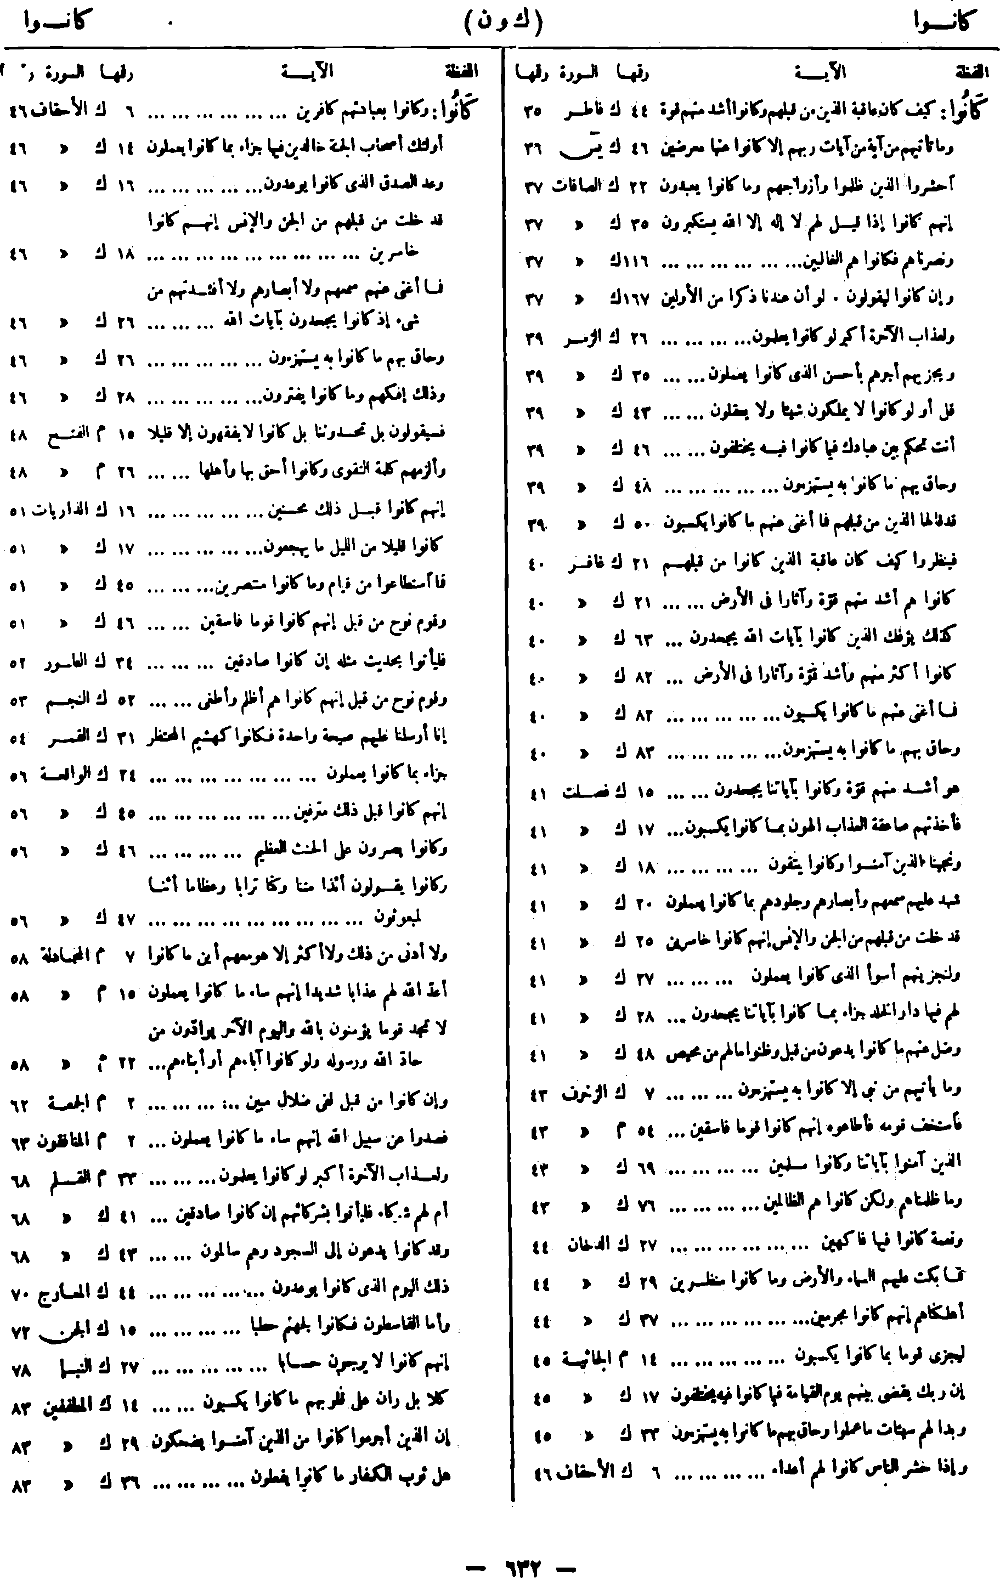 كانوا (ك ون) كانوا
اللفظة الآية رقمها السورة رقمها
كَانُوا: كيف كان عاقبة الذين من قبلهم وكانوا أشد منهم قوة ٤٤ ك فاطر ٣٥
وما تأتيهم من آية من آيات ربهم إلا كانوا عنها معرضين ٤٦ ك يس ٣٦
أحشروا الذين ظلموا وأزواجهم وما كانوا يعبدون ٢٢ ك الصافات ٣٧
إنهم كانوا إذا قيل لهم لا إله إلا الله يستكبرون ٣٥ ك « ٣٧
ونصرناهم فكانوا هم الغالبين ... ... ... ... ... ... ١١٦ ك « ٣٧
وإن كانوا ليقولون . لو أن عندنا ذكرا من الأولين ١٦٧ ك « ٣٧
ولعذاب الآخرة أكبر لو كانوا يعلمون ... ... ... ... ٢٦ ك الزمر ٣٩
ويجزيهم أجرهم بأحسن الذى كانوا يعملون ... ... ٣٥ ك « ٣٩
قل أو لو كانوا لا يملكون شيئا ولا يعقلون ... ... ٤٣ ك « ٣٩
أنت تحكم بين عبادك فيما كانوا فيه يختلفون ... ... ٤٦ ك « ٣٩
وحاق بهم ما كانوا به يستهزءون ... ... ... ... ... ٤٨ ك « ٣٩
قد قالها الذين من قبلهم فما أغنى عنهم ما كانوا يكسبون ٥٠ ك « ٣٩
فينظروا كيف كان عاقبة الذين كانوا من قبلهم ٢١ ك غافر ٤٠
كانوا هم أشد منهم قوّة وآثارا فى الأرض ... ... ٢١ ك « ٤٠
كذلك يؤفك الذين كانوا بآيات الله يجحدون ... ٦٣ ك « ٤٠
كانوا أكثر منهم وأشد قوّة وآثارا فى الأرض ... ٨٢ ك « ٤٠
فما أغنى عنهم ما كانوا يكسبون ... ... ... ... ... ٨٢ ك « ٤٠
وحاق بهم ما كانوا به يستهزءون ... ... ... ... ... ٨٣ ك « ٤٠
هو أشد منهم قوّة وكانوا بآياتنا يجحدون ... ... ١٥ ك فصلت ٤١
فأخذتهم صاعقة العذاب الهون بما كانوا يكسبون ... ١٧ ك « ٤١
ونجينا الذين آمنوا وكانوا يتقون ... ... ... ... ١٨ ك « ٤١
شهد عليهم سمعهم وأبصارهم وجلودهم بما كانوا يعملون ٢٠ ك « ٤١
قد خلت من قبلهم من الجن والإنس إنهم كانوا خاسرين ٢٥ ك « ٤١
ولنجزينهم أسوأ الذى كانوا يعملون ... ... ... ٢٧ ك « ٤١
لهم فيها دار الخلد جزاء بما كانوا بآياتنا يجحدون ... ٢٨ ك « ٤١
وضل عنهم ما كانوا يدعون من قبل وظنوا ما لهم من محيص ٤٨ ك « ٤١
وما يأتيهم من نبى إلا كانوا به يستهزءون ... ... ... ٧ ك الزخرف ٤٣
فأستخف قومه فأطاعوه إنهم كانوا قوما فاسقين ... ٥٤ م « ٤٣
الذين آمنوا بآياتنا وكانوا مسلمين ... ... ... ... ٦٩ ك « ٤٣
وما ظلمناهم ولكن كانوا هم الظالمين ... ... ... ... ٧٦ ك « ٤٣
ونعمة كانوا فيها فاكهين ... ... ... ... ... ... ٢٧ ك الدخان ٤٤
فما بكت عليهم السماء والأرض وما كانوا منظرين ٢٩ ك « ٤٤
أهلكناهم إنهم كانوا مجرمين ... ... ... ... ... ... ٣٧ ك « ٤٤
ليجزى قوما بما كانوا يكسبون ... ... ... ... ... ١٤ م الجاثية ٤٥
إن ربك يقضى بينهم يوم القيامة فيما كانوا فيه يختلفون ١٧ ك « ٤٥
وبدا لهم سيئات ما عملوا وحاق بهم ما كانوا به يستهزءون ٣٣ ك « ٤٥
وإذا حشر الناس كانوا لهم أعداء ... ... ... ... ٦ ك الأحقاف ٤٦
اللفظة الآية رقمها السورة
كَانُوا: وكانوا بعبادتهم كافرين ... ... ... ... ... ... ٦ ك الأحقاف ٤٦
أولئك أصحاب الجنة خالدين فيها جزاء بما كانوا يعملون ١٤ ك « ٤٦
وعد الصدق الذى كانوا يوعدون ... ... ... ... ... ١٦ ك « ٤٦
قد خلت من قبلهم من الجن والإنس إنهم كانوا
خاسرين ... ... ... ... ... ... ... ... ... ... ١٨ ك « ٤٦
فما أغنى عنهم سمعهم ولا أبصارهم ولا أفئدتهم من
شىء إذ كانوا يجحدون بآيات الله ... ... ... ... ٢٦ ك « ٤٦
وحاق بهم ما كانوا به يستهزءون ... ... ... ... ... ٢٦ ك « ٤٦
وذلك إفكهم وما كانوا يفترون ... ... ... ... ... ٢٨ ك « ٤٦
فسيقولون بل تحسدوننا بل كانوا لا يفقهون إلا قليلا ١٥ م الفتح ٤٨
وألزمهم كلمة التقوى وكانوا أحق بها وأهلها ... ... ٢٦ م « ٤٨
إنهم كانوا قبل ذلك محسنين ... ... ... ... ... ... ١٦ ك الذاريات ٥١
كانوا قليلا من الليل ما يهجعون ... ... ... ... ... ١٧ ك « ٥١
فما أستطاعوا من قيام وما كانوا منتصرين ... ... ... ٤٥ ك « ٥١
وقوم نوح من قبل إنهم كانوا قوما فاسقين ... ... ٤٦ ك « ٥١
فليأتوا بحديث مثله إن كانوا صادقين ... ... ... ٣٤ ك الطور ٥٢
وقوم نوح من قبل إنهم كانوا هم أظلم وأطغى ... ... ٥٢ ك النجم ٥٣
إنا أرسلنا عليهم صيحة واحدة فكانوا كهشيم المحتظر ٣١ ك القمر ٥٤
جزاء بما كانوا يعملون ... ... ... ... ... ... ... ٢٤ ك الواقعة ٥٦
إنهم كانوا قبل ذلك مترفين ... ... ... ... ... ... ٤٥ ك « ٥٦
وكانوا يصرون على الحنث العظيم ... ... ... ... ٤٦ ك « ٥٦
وكانوا يقولون أئذا متنا وكنا ترابا وعظاما أئنا
لمبعوثون ... ... ... ... ... ... ... ... ... ... ٤٧ ك « ٥٦
ولا أدنى من ذلك ولا أكثر إلا هو معهم أين ما كانوا ٧ م المجادلة ٥٨
أعد الله لهم عذابا شديدا إنهم ساء ما كانوا يعملون ١٥ م « ٥٨
لا تجد قوما يؤمنون بالله واليوم الآخر يوادّون من
حادّ الله ورسوله ولو كانوا آباءهم أو أبناءهم ... ٢٢ م « ٥٨
وإن كانوا من قبل لفى ضلال مبين ... ... ... ... ٢ م الجمعة ٦٢
فصدوا عن سبيل الله إنهم ساء ما كانوا يعملون ... ٢ م المنافقون ٦٣
ولعذاب الآخرة أكبر لو كانوا يعلمون ... ... ... ٣٣ م القلم ٦٨
أم لهم شركاء فليأتوا بشركائهم إن كانوا صادقين ... ٤١ ك « ٦٨
وقد كانوا يدعون إلى السجود وهم سالمون ... ... ٤٣ ك « ٦٨
ذلك اليوم الذى كانوا يوعدون ... ... ... ... ... ٤٤ ك المعارج ٧٠
وأما القاسطون فكانوا لجهنم حطبا ... ... ... ... ١٥ ك الجن ٧٢
إنهم كانوا لا يرجون حسابا ... ... ... ... ... ... ٢٧ ك النبإ ٧٨
كلا بل ران على قلوبهم ما كانوا يكسبون ... ... ١٤ ك المطففين ٨٣
إن الذين أجرموا كانوا من الذين آمنوا يضحكون ٢٩ ك « ٨٣
هل ثوب الكفار ما كانوا يفعلون ... ... ... ... ٣٦ ك « ٨٣
— ٦٣٢ —